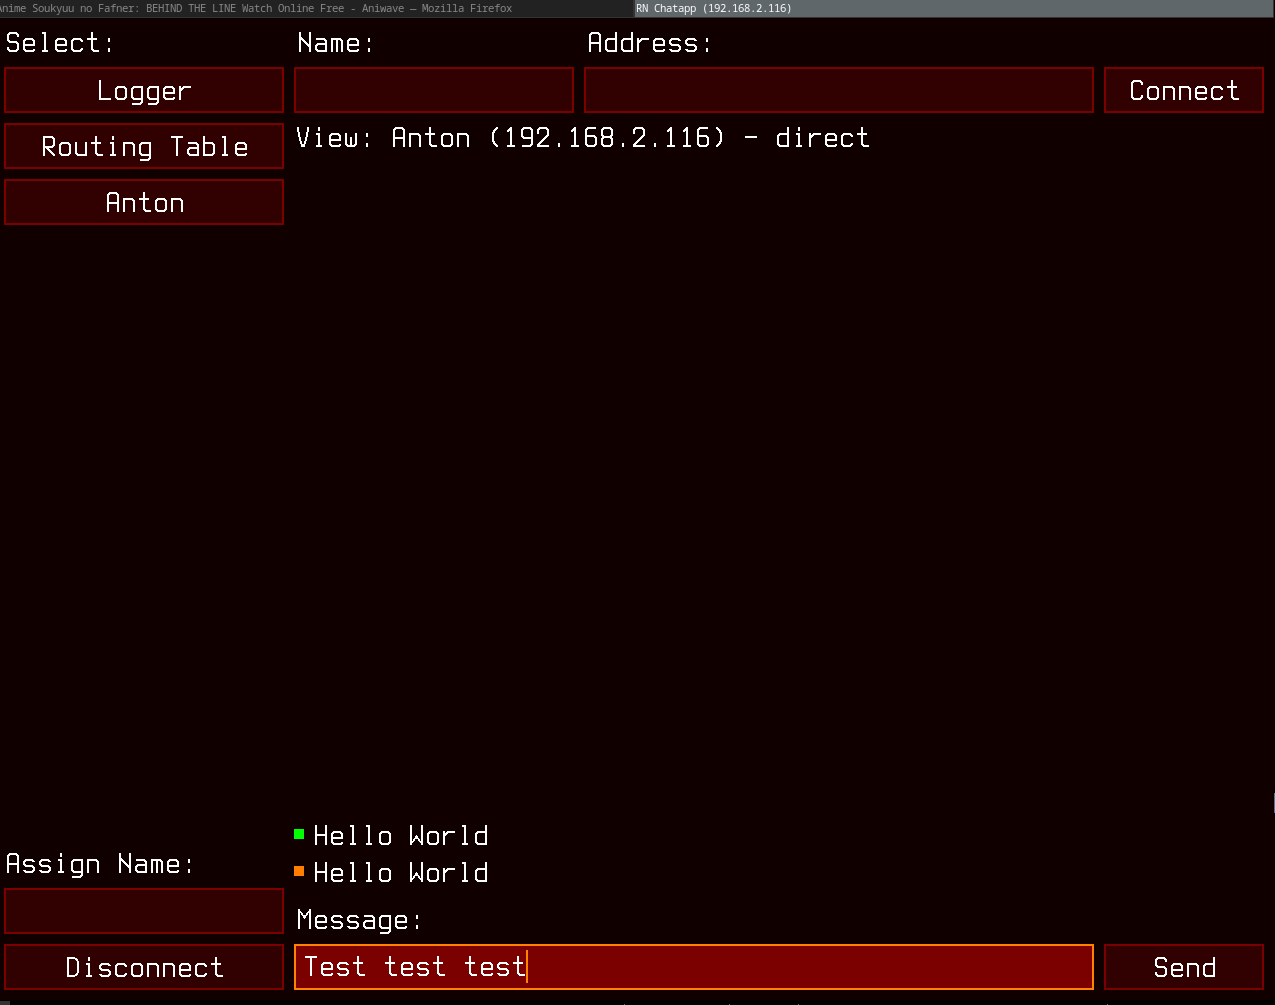 Anime Soukyuu no Fafner: BEHIND THE LINE Watch Online Free - Aniwave — Mozilla Firefox
RN Chatapp (192.168.2.116)
Select:
Name:
Address:
Logger
Connect
Routing Table
View: Anton (192.168.2.116) - direct
Anton
Hello World
Assign Name:
Hello World
Message:
Disconnect
Test test test
Send